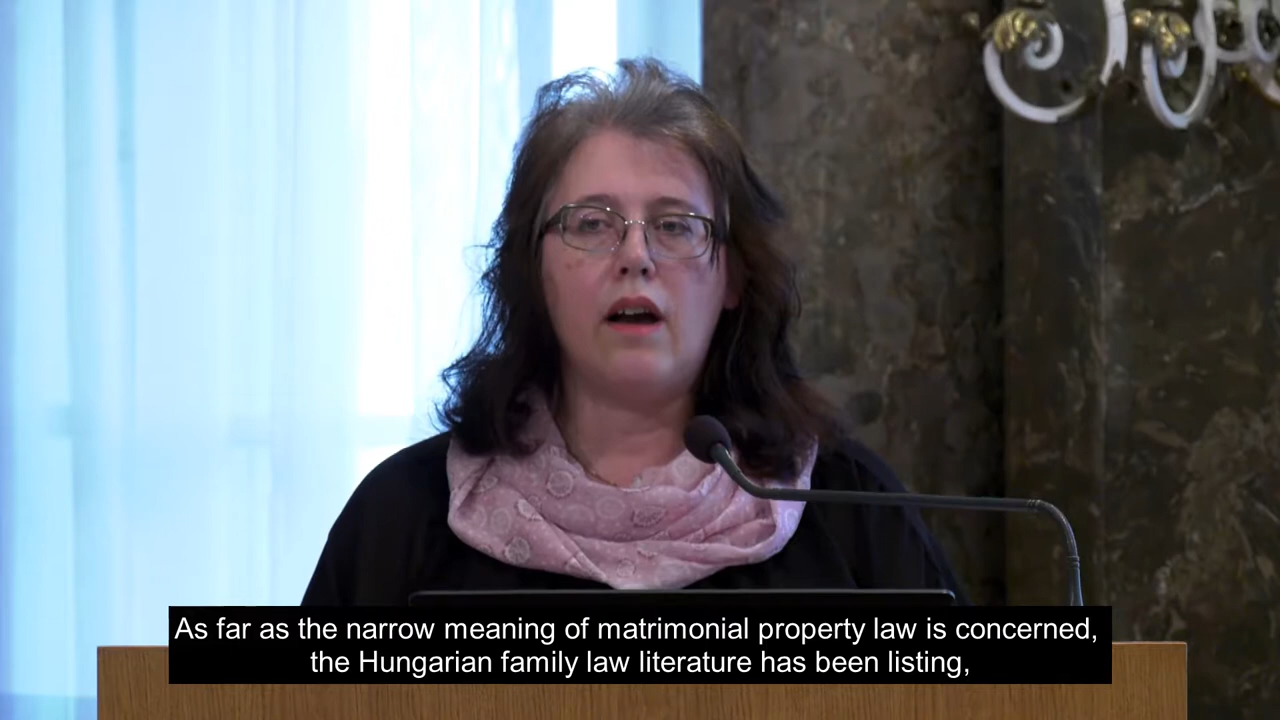 As far as the narrow meaning of matrimonial property law is concerned,
the Hungarian family law literature has been listing,